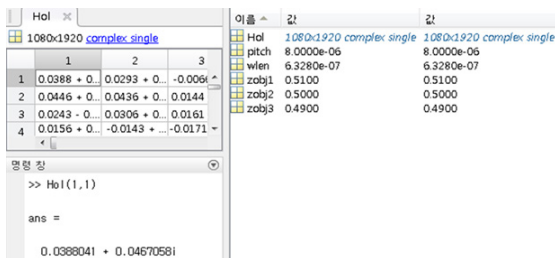 Hol ×
1080x1920 complex single
1 2 3
1 0.0388 + 0... 0.0293 + 0... -0.006
2 0.0446 + 0... 0.0436 + 0... 0.0144
3 0.0243 - 0... 0.0306 + 0... 0.0161
4 0.0156 + 0... -0.0143 + ... -0.0171
명령 창
>> Hol(1,1)
ans =
0.0388041 + 0.0467058i
이름 값 값
Hol 1080x1920 complex single 1080x1920 complex single
pitch 8.0000e-06 8.0000e-06
wlen 6.3280e-07 6.3280e-07
zobj1 0.5100 0.5100
zobj2 0.5000 0.5000
zobj3 0.4900 0.4900